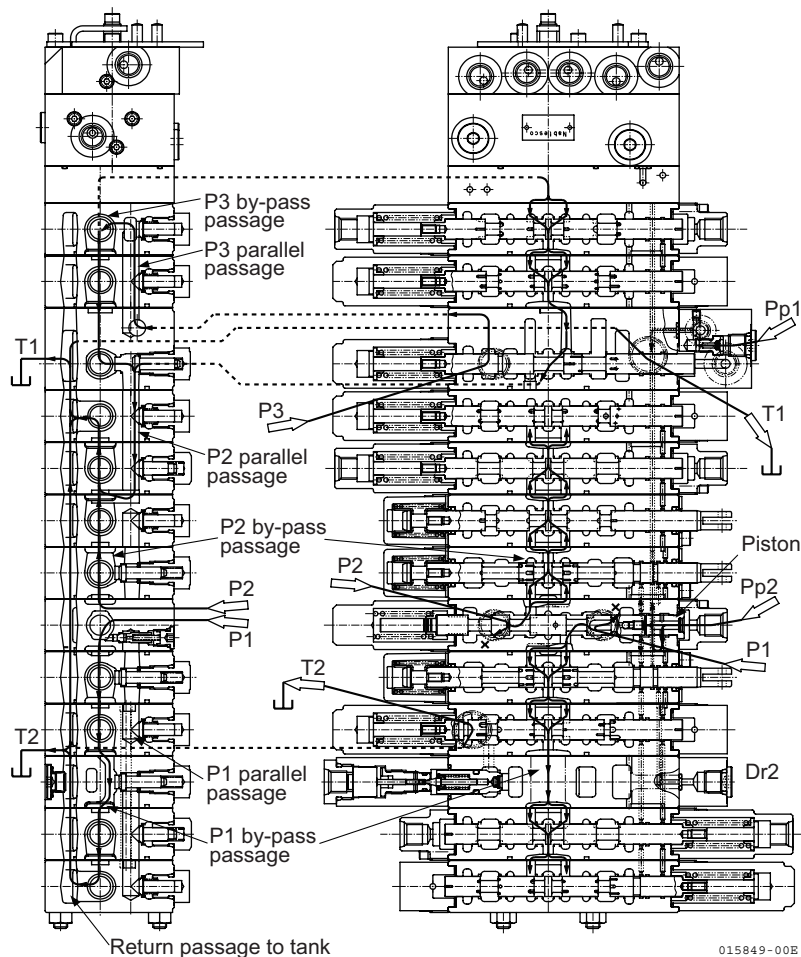 Nabtesco
P3 by-pass
passage
P3 parallel
passage
Pp1
T1
P3
T1
P2 parallel
passage
P2 by-pass
passage
P2
Piston
P2
Pp2
P1
P1
T2
T2
P1 parallel
passage
Dr2
P1 by-pass
passage
Return passage to tank
015849-00E